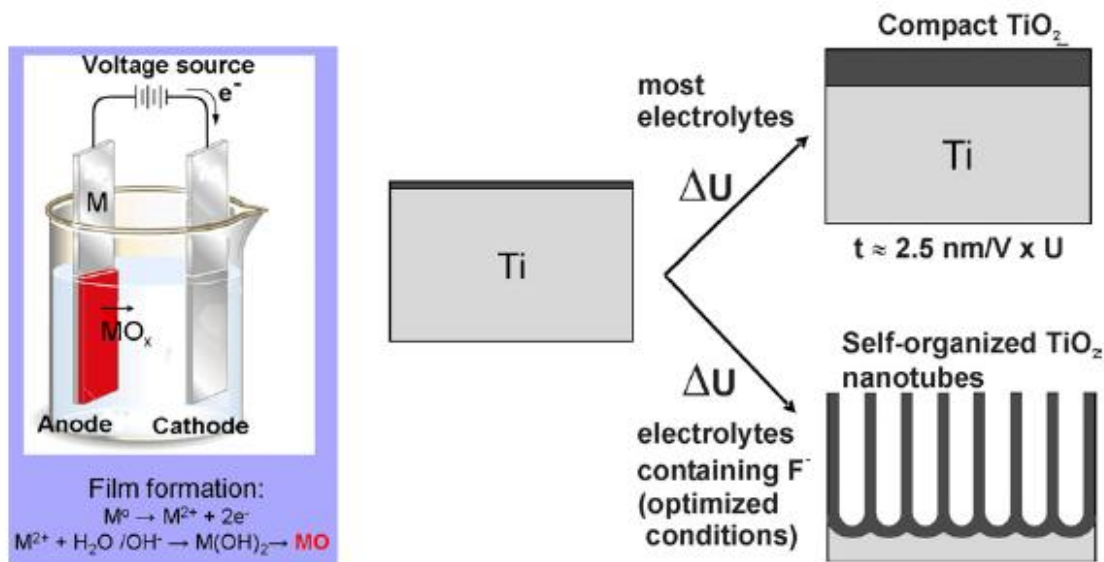 Voltage source
e⁻
M
MOₓ
Anode
Cathode
Film formation:
M⁰ → M²⁺ + 2e⁻
M²⁺ + H₂O /OH⁻ → M(OH)₂→ MO
Ti
most
electrolytes
ΔU
ΔU
electrolytes
containing F⁻
(optimized
conditions)
Compact TiO₂
Ti
t ≈ 2.5 nm/V x U
Self-organized TiO₂
nanotubes